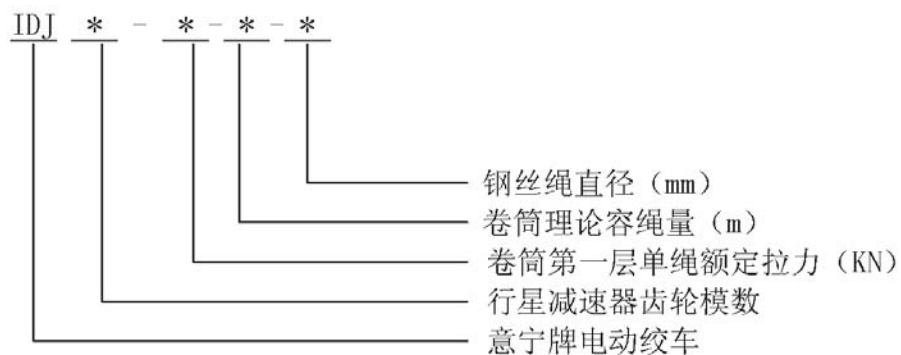 IDJ * - * - * - *
钢丝绳直径（mm）
卷筒理论容绳量（m）
卷筒第一层单绳额定拉力（KN）
行星减速器齿轮模数
意宁牌电动绞车